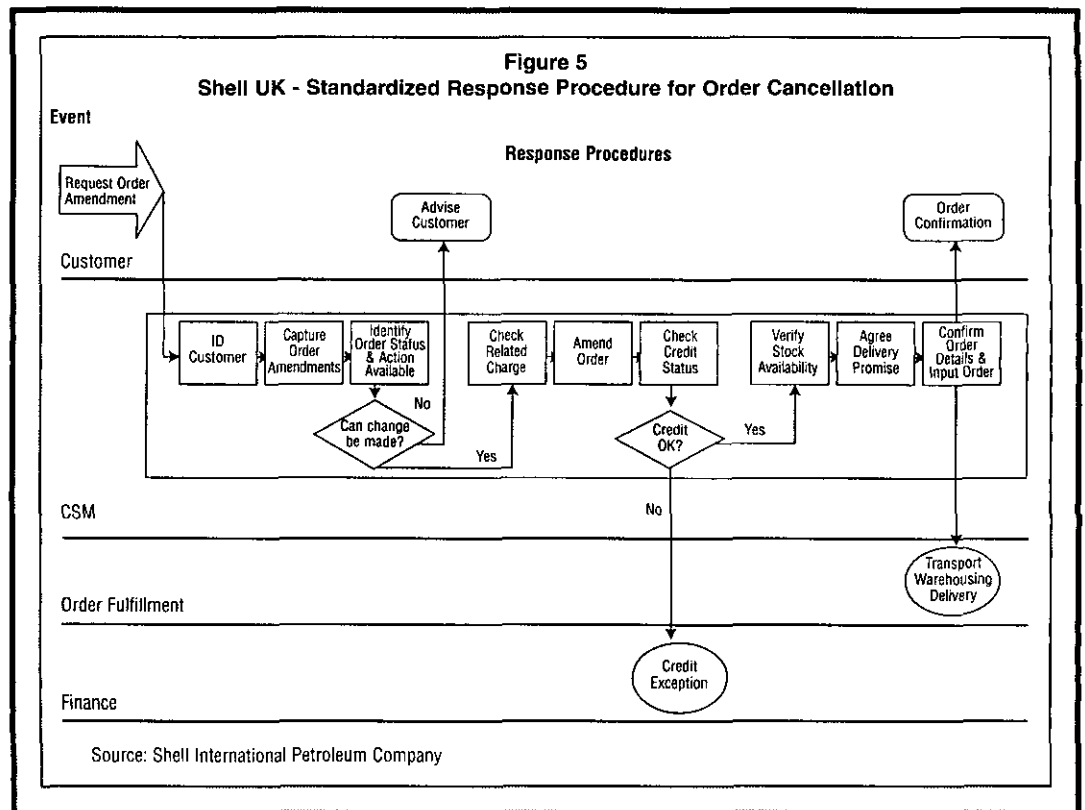 Figure 5
Shell UK - Standardized Response Procedure for Order Cancellation
Event
Response Procedures
Request Order
Amendment
Advise
Customer
Order
Confirmation
Customer
ID
Customer
Capture
Order
Amendments
Identify
Order Status
& Action
Available
Check
Related
Charge
Amend
Order
Check
Credit
Status
Verify
Stock
Availability
Agree
Delivery
Promise
Confirm
Order
Details &
Input Order
No
Can change
be made?
Yes
Credit
OK?
Yes
CSM
No
Transport
Warehousing
Delivery
Order Fulfillment
Credit
Exception
Finance
Source: Shell International Petroleum Company